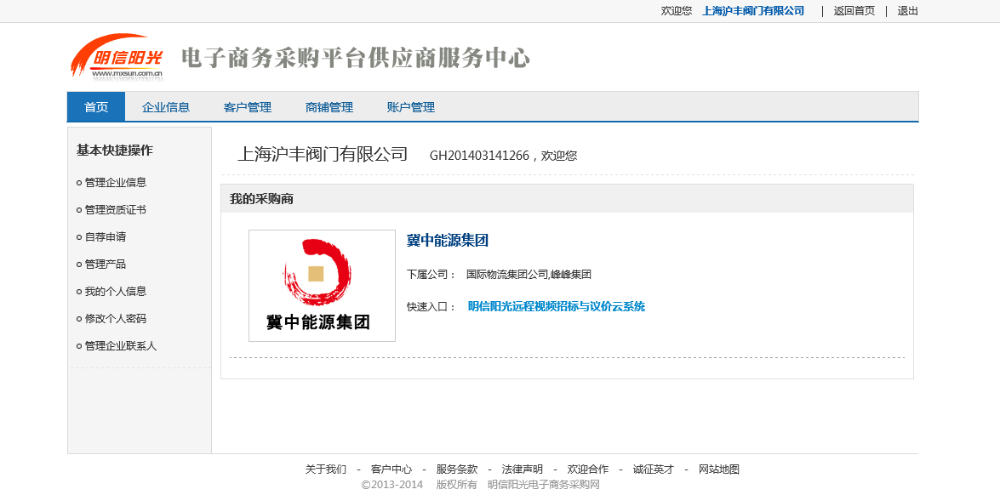 欢迎您 上海沪丰阀门有限公司 | 返回首页 | 退出
明信阳光
www.mxsun.com.cn
电子商务采购平台供应商服务中心
首页 企业信息 客户管理 商铺管理 账户管理
基本快捷操作
管理企业信息
管理资质证书
自荐申请
管理产品
我的个人信息
修改个人密码
管理企业联系人
上海沪丰阀门有限公司 GH201403141266，欢迎您
我的采购商
冀中能源集团
冀中能源集团
下属公司： 国际物流集团公司,峰峰集团
快速入口： 明信阳光远程视频招标与议价云系统
关于我们 - 客户中心 - 服务条款 - 法律声明 - 欢迎合作 - 诚征英才 - 网站地图
©2013-2014 版权所有 明信阳光电子商务采购网